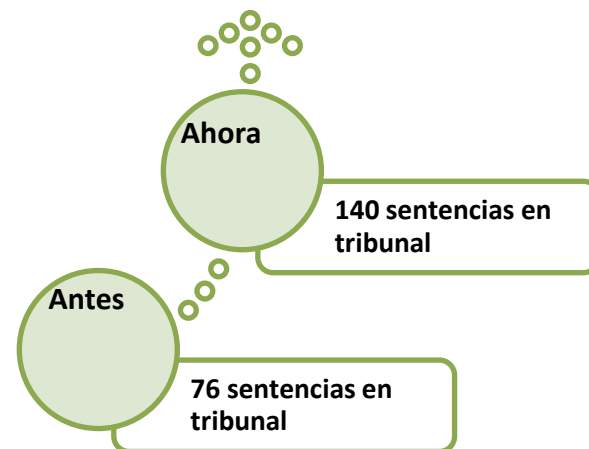 Ahora
140 sentencias en
tribunal
Antes
76 sentencias en
tribunal